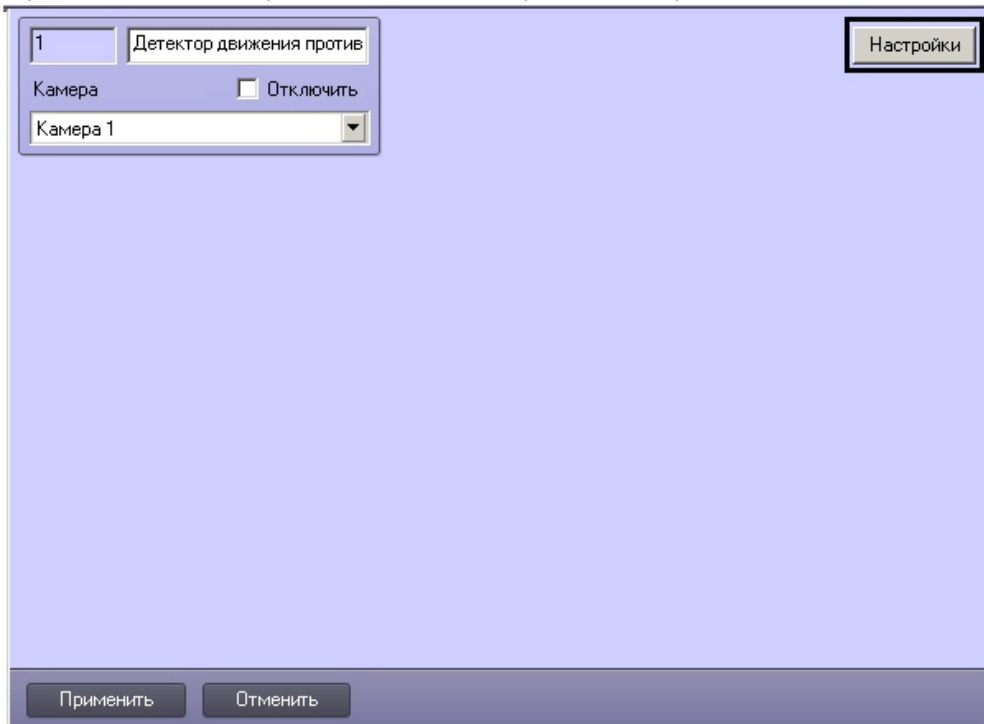 1 Детектор движения против
Настройки
Камера Отключить
Камера 1
Применить Отменить